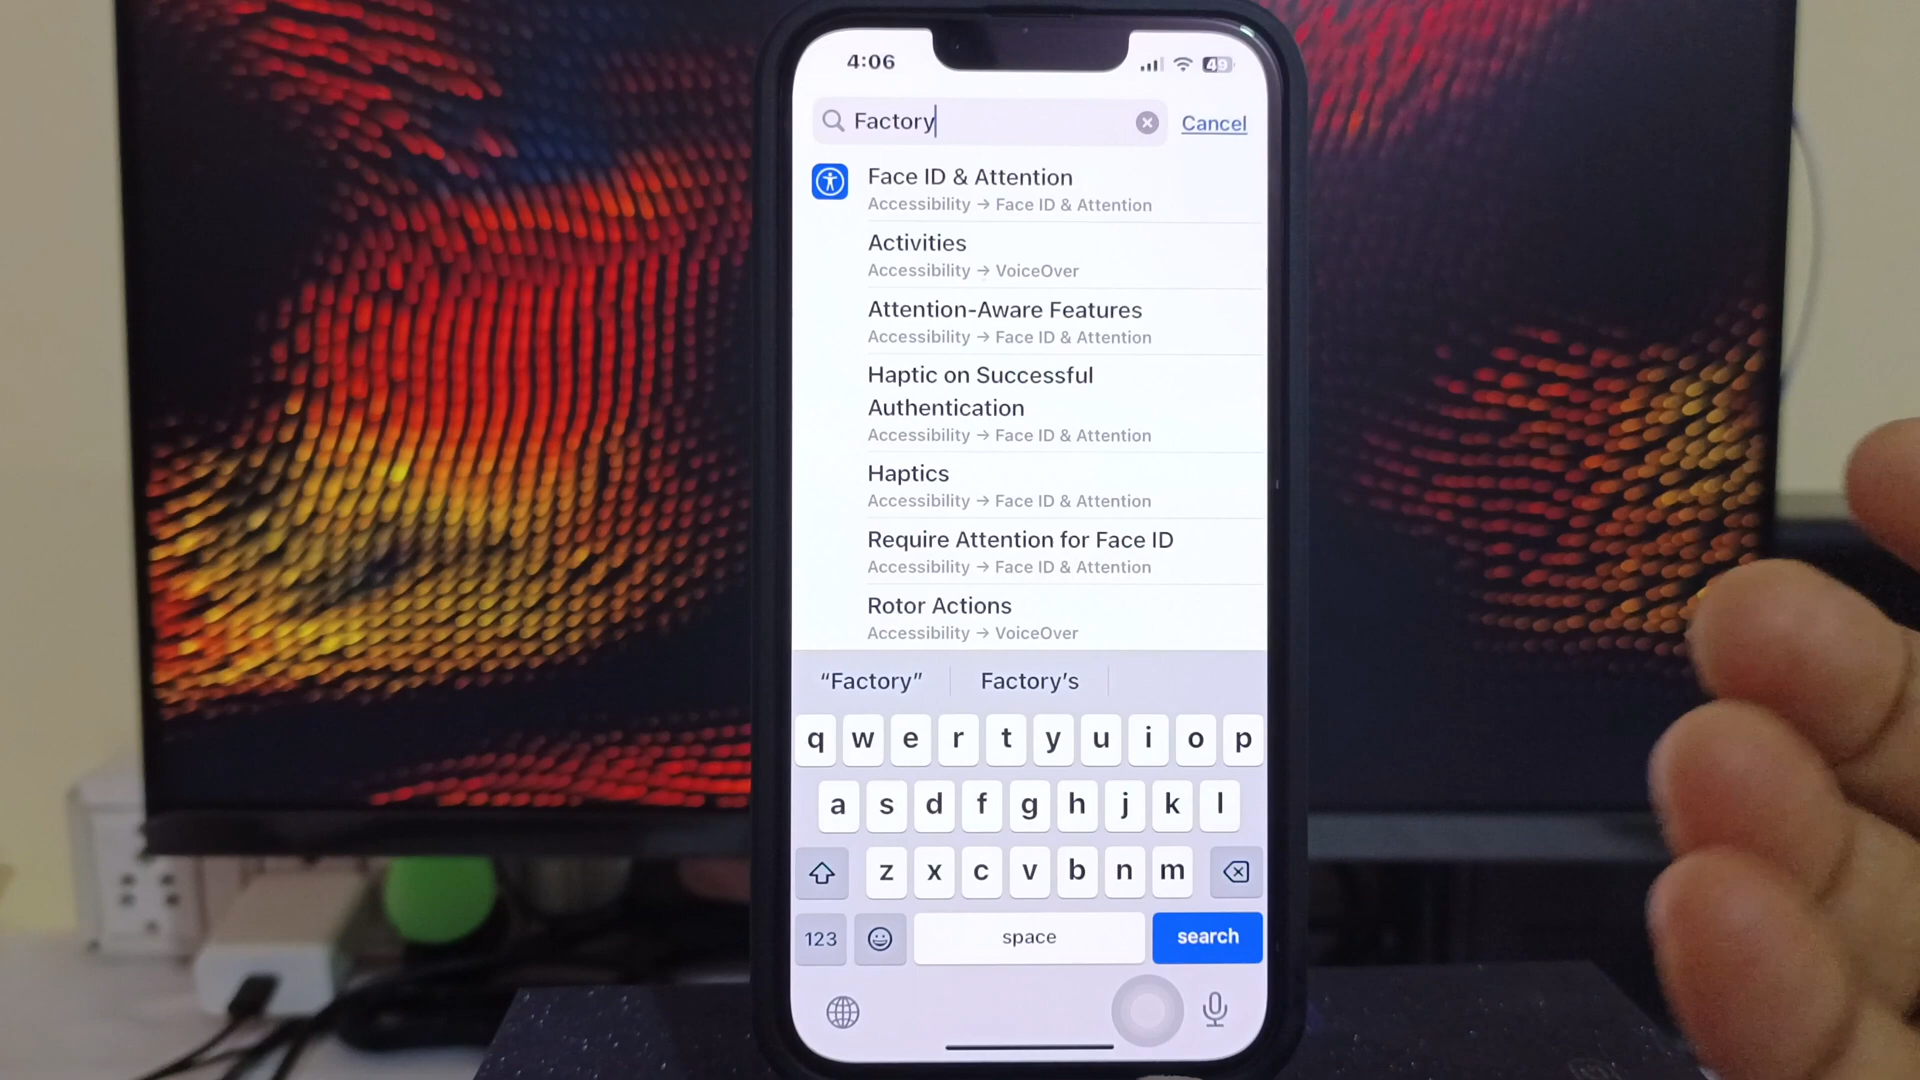 4:06
49
Factory
Cancel
Face ID & Attention
Accessibility → Face ID & Attention
Activities
Accessibility → VoiceOver
Attention-Aware Features
Accessibility → Face ID & Attention
Haptic on Successful
Authentication
Accessibility → Face ID & Attention
Haptics
Accessibility → Face ID & Attention
Require Attention for Face ID
Accessibility → Face ID & Attention
Rotor Actions
Accessibility → VoiceOver
“Factory” Factory’s
q w e r t y u i o p
a s d f g h j k l
z x c v b n m
123 space search